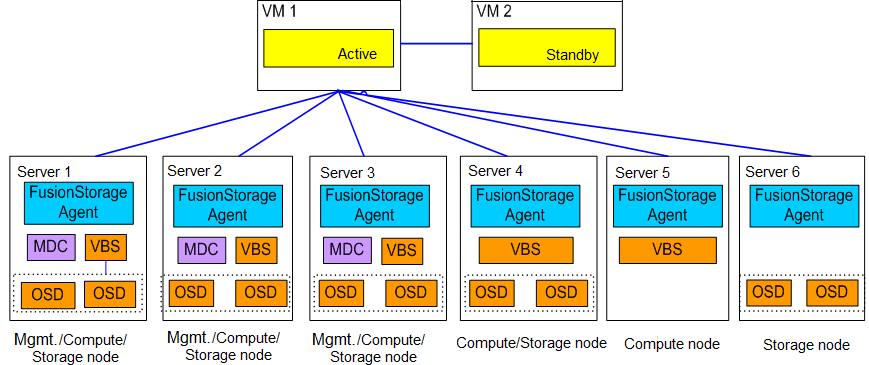 VM 1
VM 2
Active
Standby
Server 1
Server 2
Server 3
Server 4
Server 5
Server 6
FusionStorage
Agent
FusionStorage
Agent
FusionStorage
Agent
FusionStorage
Agent
FusionStorage
Agent
FusionStorage
Agent
MDC
VBS
MDC
VBS
MDC
VBS
VBS
VBS
OSD
OSD
OSD
OSD
OSD
OSD
OSD
OSD
OSD
OSD
Mgmt./Compute/
Storage node
Mgmt./Compute/
Storage node
Mgmt./Compute/
Storage node
Compute/Storage node
Compute node
Storage node